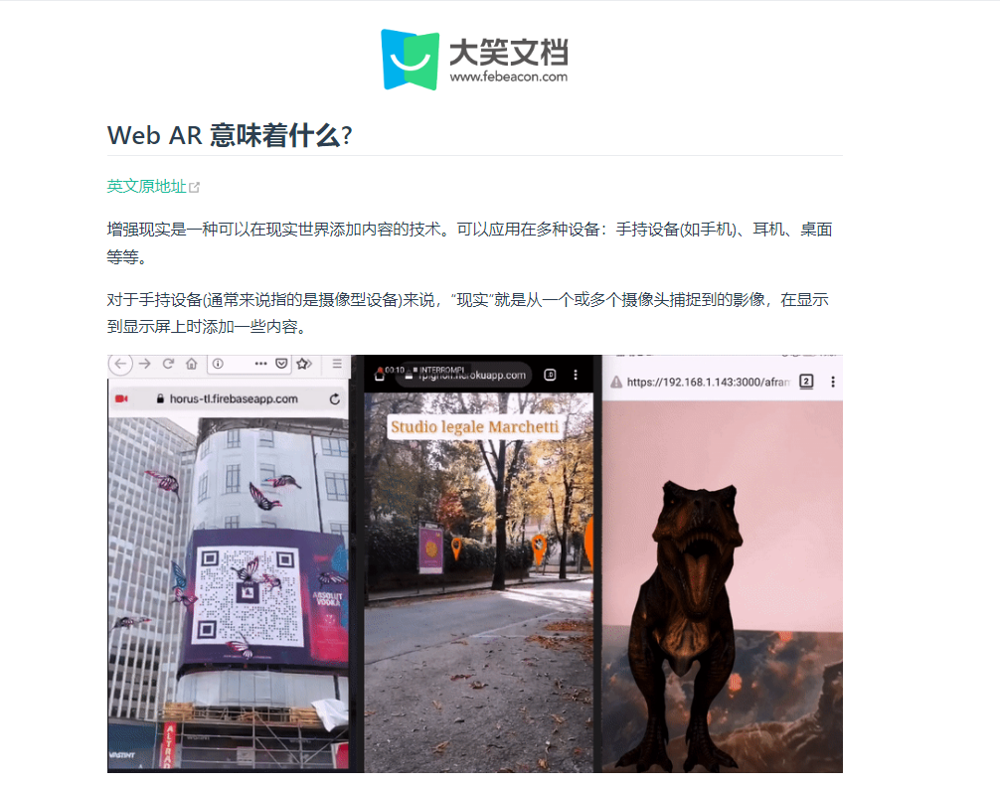 大笑文档
www.febeacon.com
Web AR 意味着什么?
英文原地址
增强现实是一种可以在现实世界添加内容的技术。可以应用在多种设备：手持设备(如手机)、耳机、桌面
等等。
对于手持设备(通常来说指的是摄像型设备)来说，“现实”就是从一个或多个摄像头捕捉到的影像，在显示
到显示屏上时添加一些内容。
horus-tl.firebaseapp.com
ABSOLUT
VODKA
00:10
INTERROMPI
Studio legale Marchetti
https://192.168.1.143:3000/afram
2